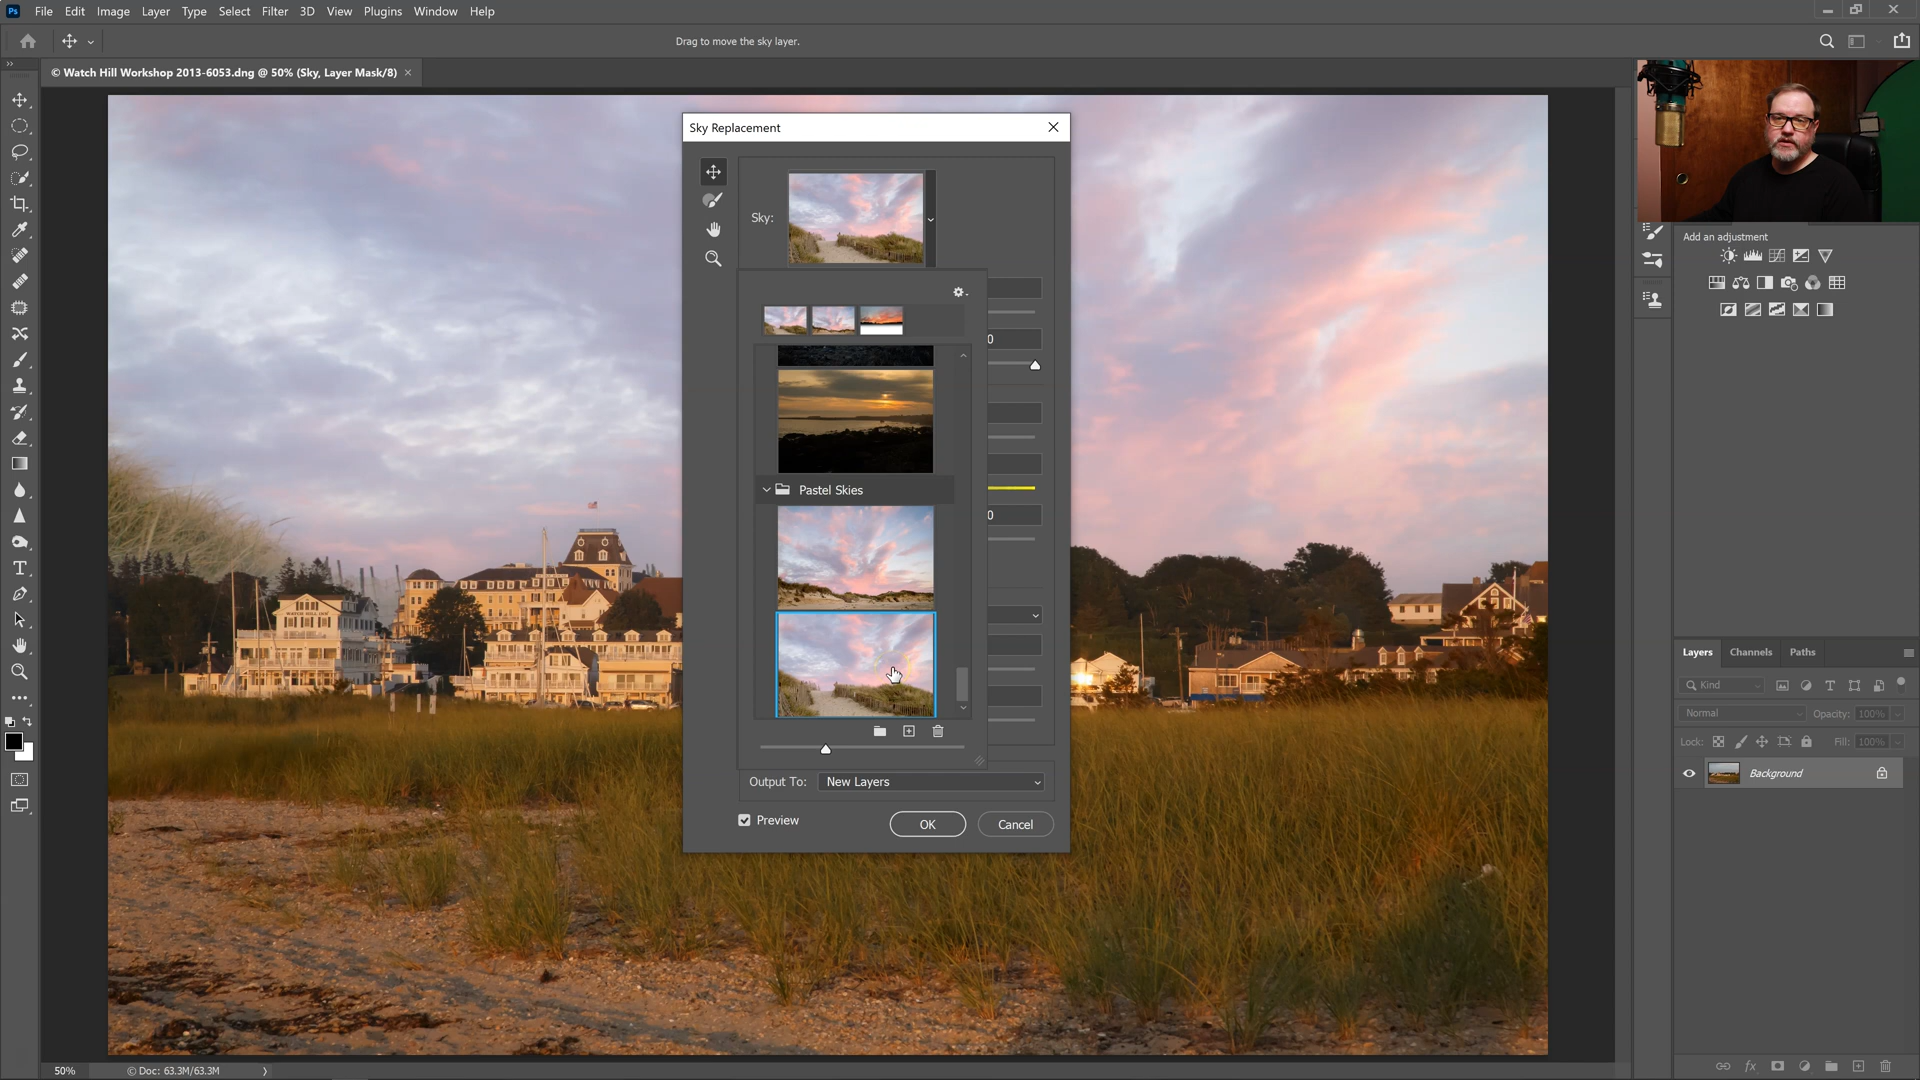 Ps File Edit Image Layer Type Select Filter 3D View Plugins Window Help
Drag to move the sky layer.
© Watch Hill Workshop 2013-6053.dng @ 50% (Sky, Layer Mask/8) ×
Sky Replacement
Sky:
0
Pastel Skies
0
Output To: New Layers
Preview
OK
Cancel
Add an adjustment
Layers Channels Paths
Kind
Normal
Opacity: 100%
Lock:
Fill: 100%
Background
50%
© Doc: 63.3M/63.3M